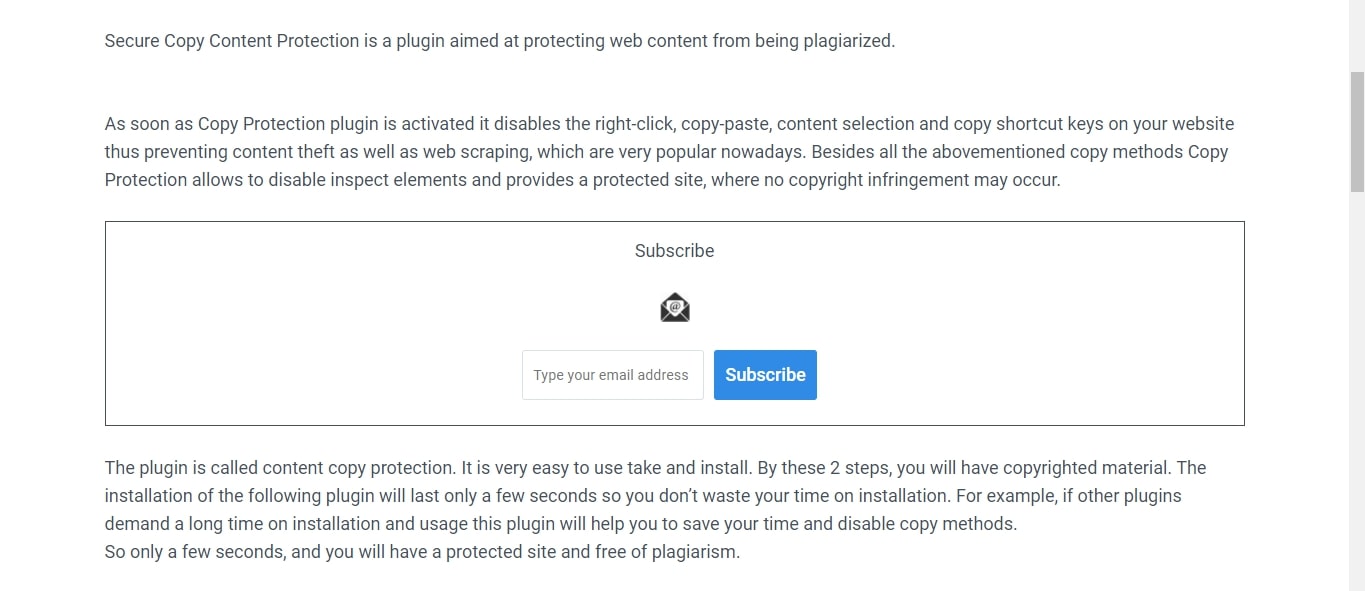 Secure Copy Content Protection is a plugin aimed at protecting web content from being plagiarized.
As soon as Copy Protection plugin is activated it disables the right-click, copy-paste, content selection and copy shortcut keys on your website
thus preventing content theft as well as web scraping, which are very popular nowadays. Besides all the abovementioned copy methods Copy
Protection allows to disable inspect elements and provides a protected site, where no copyright infringement may occur.
Subscribe
@
Type your email address
Subscribe
The plugin is called content copy protection. It is very easy to use take and install. By these 2 steps, you will have copyrighted material. The
installation of the following plugin will last only a few seconds so you don’t waste your time on installation. For example, if other plugins
demand a long time on installation and usage this plugin will help you to save your time and disable copy methods.
So only a few seconds, and you will have a protected site and free of plagiarism.